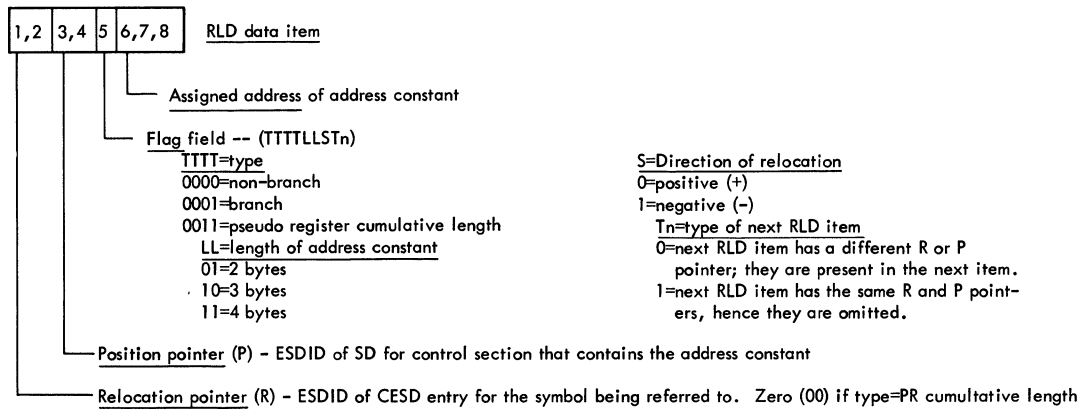 1,2 3,4 5 6,7,8 RLD data item
Assigned address of address constant
Flag field -- (TTTTLLSTn)
TTTT=type
0000=non-branch
0001=branch
0011=pseudo register cumulative length
LL=length of address constant
01=2 bytes
10=3 bytes
11=4 bytes
S=Direction of relocation
0=positive (+)
1=negative (-)
Tn=type of next RLD item
0=next RLD item has a different R or P
pointer; they are present in the next item.
1=next RLD item has the same R and P point-
ers, hence they are omitted.
Position pointer (P) - ESDID of SD for control section that contains the address constant
Relocation pointer (R) - ESDID of CESD entry for the symbol being referred to. Zero (00) if type=PR cumultative length